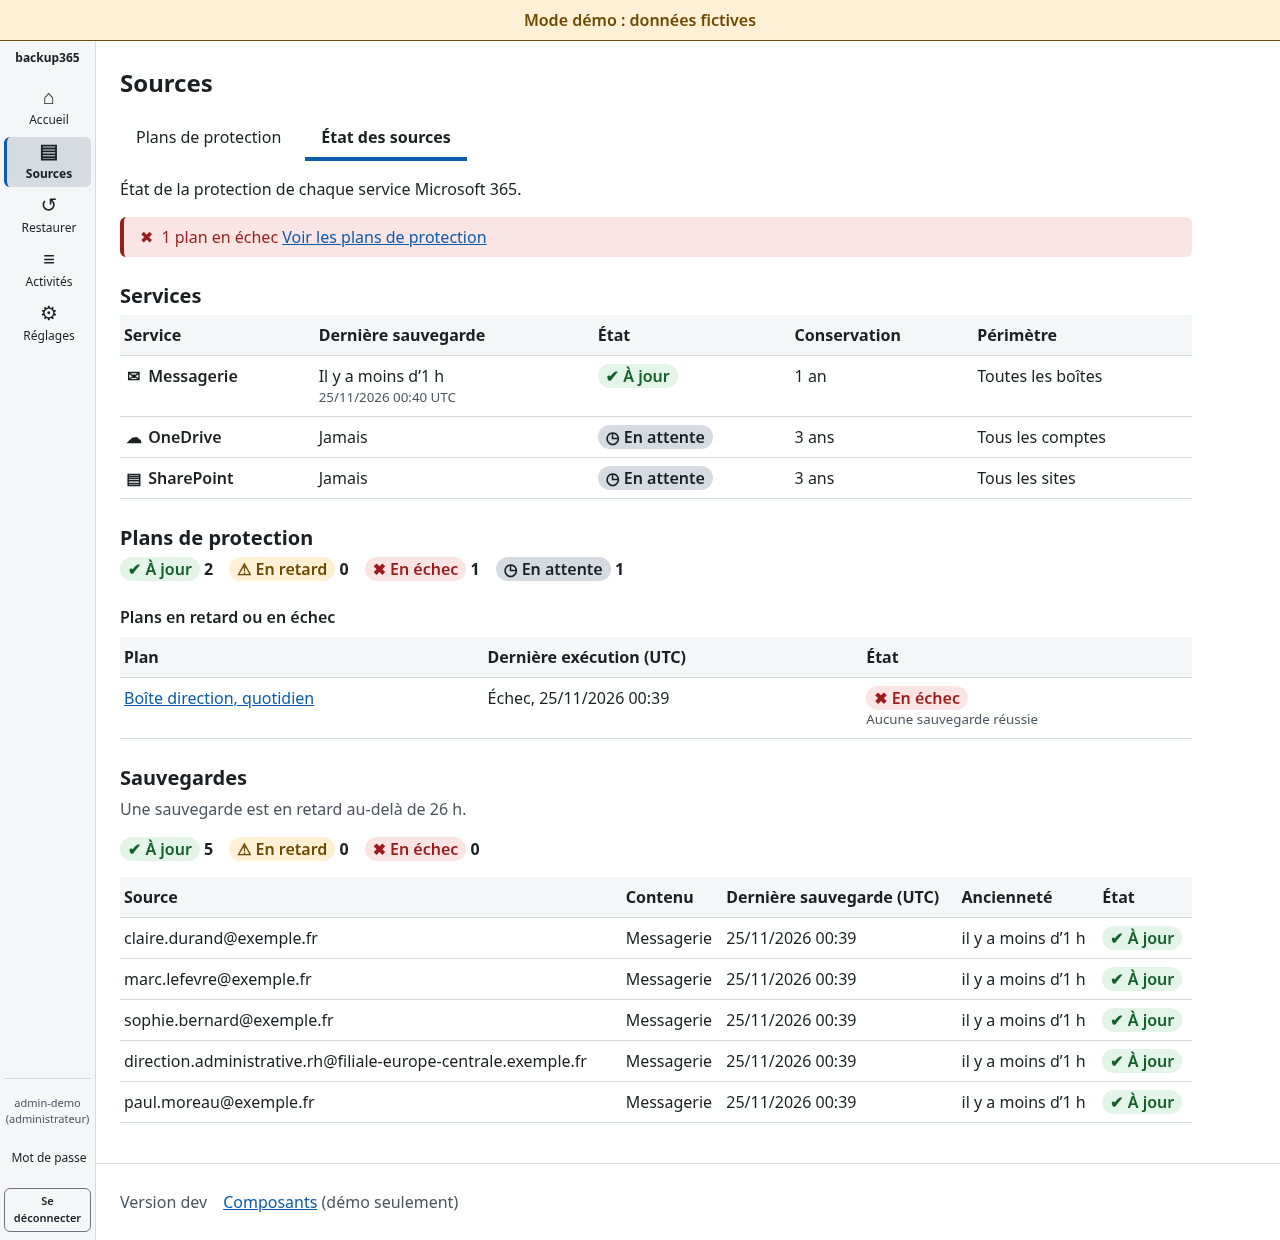 Mode démo : données fictives
backup365
Accueil
Sources
Restaurer
Activités
Réglages
admin-demo
(administrateur)
Mot de passe
Se
déconnecter
Sources
Plans de protection État des sources
État de la protection de chaque service Microsoft 365.
✖ 1 plan en échec Voir les plans de protection
Services
Service Dernière sauvegarde État Conservation Périmètre
Messagerie Il y a moins d’1 h ✔ À jour 1 an Toutes les boîtes
25/11/2026 00:40 UTC
OneDrive Jamais En attente 3 ans Tous les comptes
SharePoint Jamais En attente 3 ans Tous les sites
Plans de protection
✔ À jour 2 ⚠ En retard 0 ✖ En échec 1 En attente 1
Plans en retard ou en échec
Plan Dernière exécution (UTC) État
Boîte direction, quotidien Échec, 25/11/2026 00:39 ✖ En échec
Aucune sauvegarde réussie
Sauvegardes
Une sauvegarde est en retard au-delà de 26 h.
✔ À jour 5 ⚠ En retard 0 ✖ En échec 0
Source Contenu Dernière sauvegarde (UTC) Ancienneté État
claire.durand@exemple.fr Messagerie 25/11/2026 00:39 il y a moins d’1 h ✔ À jour
marc.lefevre@exemple.fr Messagerie 25/11/2026 00:39 il y a moins d’1 h ✔ À jour
sophie.bernard@exemple.fr Messagerie 25/11/2026 00:39 il y a moins d’1 h ✔ À jour
direction.administrative.rh@filiale-europe-centrale.exemple.fr Messagerie 25/11/2026 00:39 il y a moins d’1 h ✔ À jour
paul.moreau@exemple.fr Messagerie 25/11/2026 00:39 il y a moins d’1 h ✔ À jour
Version dev Composants (démo seulement)